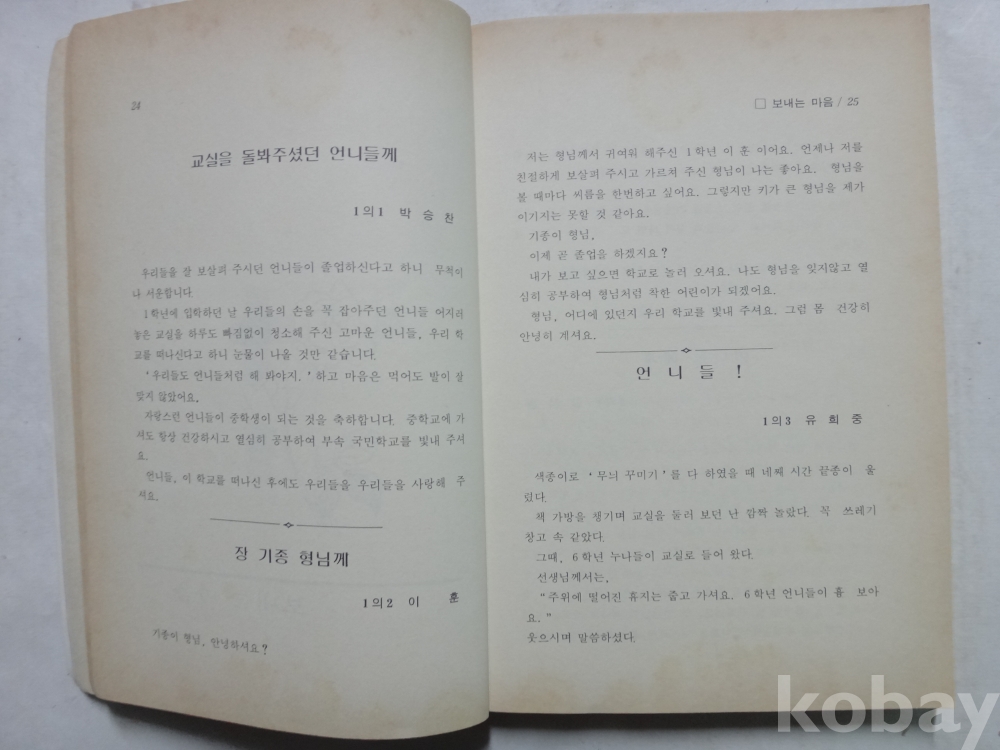 24
교실을 돌봐주셨던 언니들께
1의1 박 승 찬
우리들을 잘 보살펴 주시던 언니들이 졸업하신다고 하니 무척이
나 서운합니다.
1학년에 입학하던 날 우리들의 손을 꼭 잡아주던 언니들 어지러
놓은 교실을 하루도 빠짐없이 청소해 주신 고마운 언니들, 우리 학
교를 떠나신다고 하니 눈물이 나올 것만 같습니다.
‘우리들도 언니들처럼 해 봐야지.’하고 마음은 먹어도 발이 잘
맞지 않았어요.
자랑스런 언니들이 중학생이 되는 것을 축하합니다. 중학교에 가
셔도 항상 건강하시고 열심히 공부하여 부속 국민학교를 빛내 주셔
요.
언니들, 이 학교를 떠나신 후에도 우리들을 우리들을 사랑해 주
셔요.
장 기종 형님께
1의2 이 훈
기종이 형님, 안녕하셔요?
□ 보내는 마음 / 25
저는 형님께서 귀여워 해주신 1학년 이 훈 이어요. 언제나 저를
친절하게 보살펴 주시고 가르쳐 주신 형님이 나는 좋아요. 형님을
볼 때마다 씨름을 한번하고 싶어요. 그렇지만 키가 큰 형님을 제가
이기지는 못할 것 같아요.
기종이 형님,
이제 곧 졸업을 하겠지요?
내가 보고 싶으면 학교로 놀러 오셔요. 나도 형님을 잊지않고 열
심히 공부하여 형님처럼 착한 어린이가 되겠어요.
형님, 어디에 있던지 우리 학교를 빛내 주셔요. 그럼 몸 건강히
안녕히 계셔요.
언 니 들 !
1의3 유 희 중
색종이로 ‘무늬 꾸미기’를 다 하였을 때 네째 시간 끝종이 울
렸다.
책 가방을 챙기며 교실을 둘러 보던 난 깜짝 놀랐다. 꼭 쓰레기
창고 속 같았다.
그때, 6학년 누나들이 교실로 들어 왔다.
선생님께서는,
“주위에 떨어진 휴지는 줍고 가셔요. 6학년 언니들이 흉 보아
요.”
웃으시며 말씀하셨다.
kobay